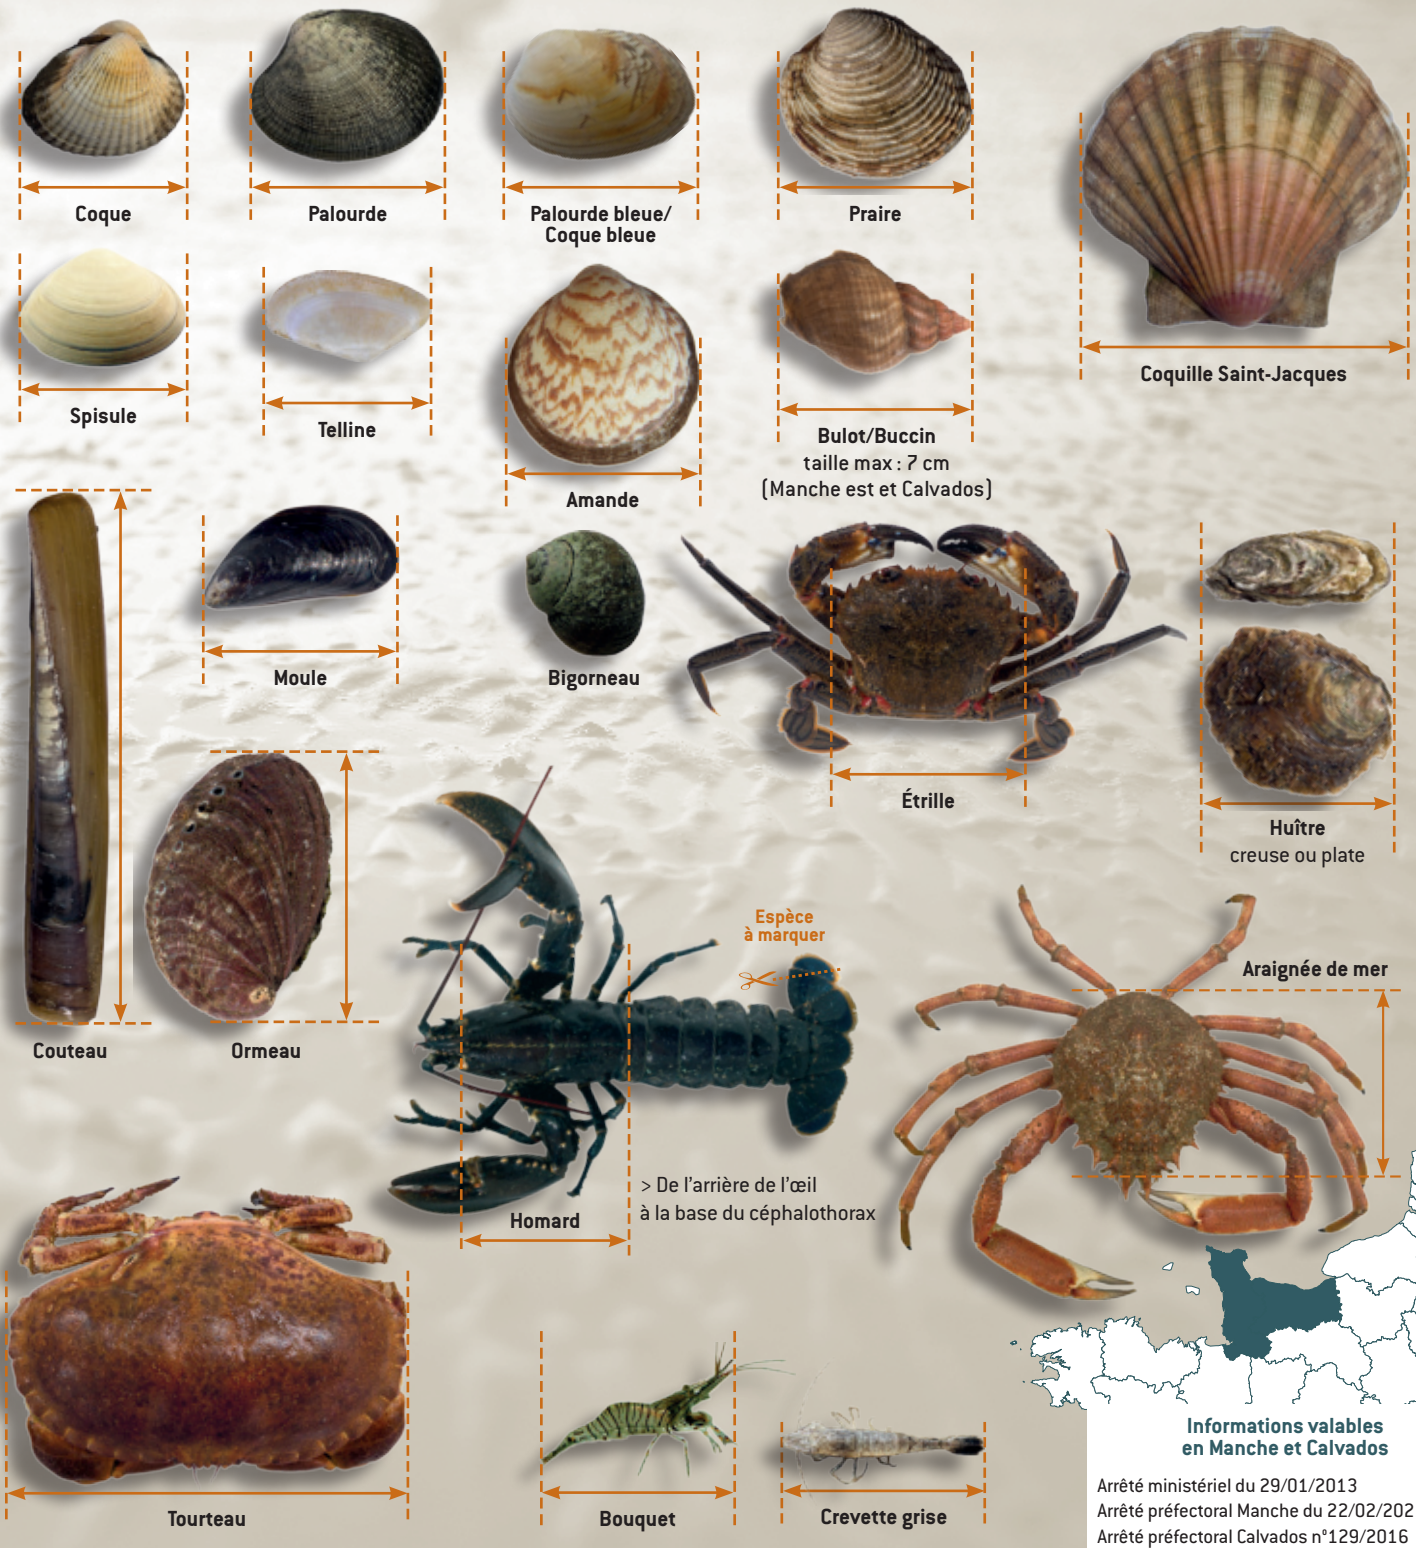 Coque
Palourde
Palourde bleue/
Coque bleue
Praire
Coquille Saint-Jacques
Spisule
Telline
Amande
Bulot/Buccin
taille max : 7 cm
(Manche est et Calvados)
Moule
Bigorneau
Étrille
Huître
creuse ou plate
Couteau
Ormeau
Espèce
à marquer
Araignée de mer
> De l'arrière de l'œil
à la base du céphalothorax
Homard
Tourteau
Bouquet
Crevette grise
Informations valables
en Manche et Calvados
Arrêté ministériel du 29/01/2013
Arrêté préfectoral Manche du 22/02/202
Arrêté préfectoral Calvados n°129/2016